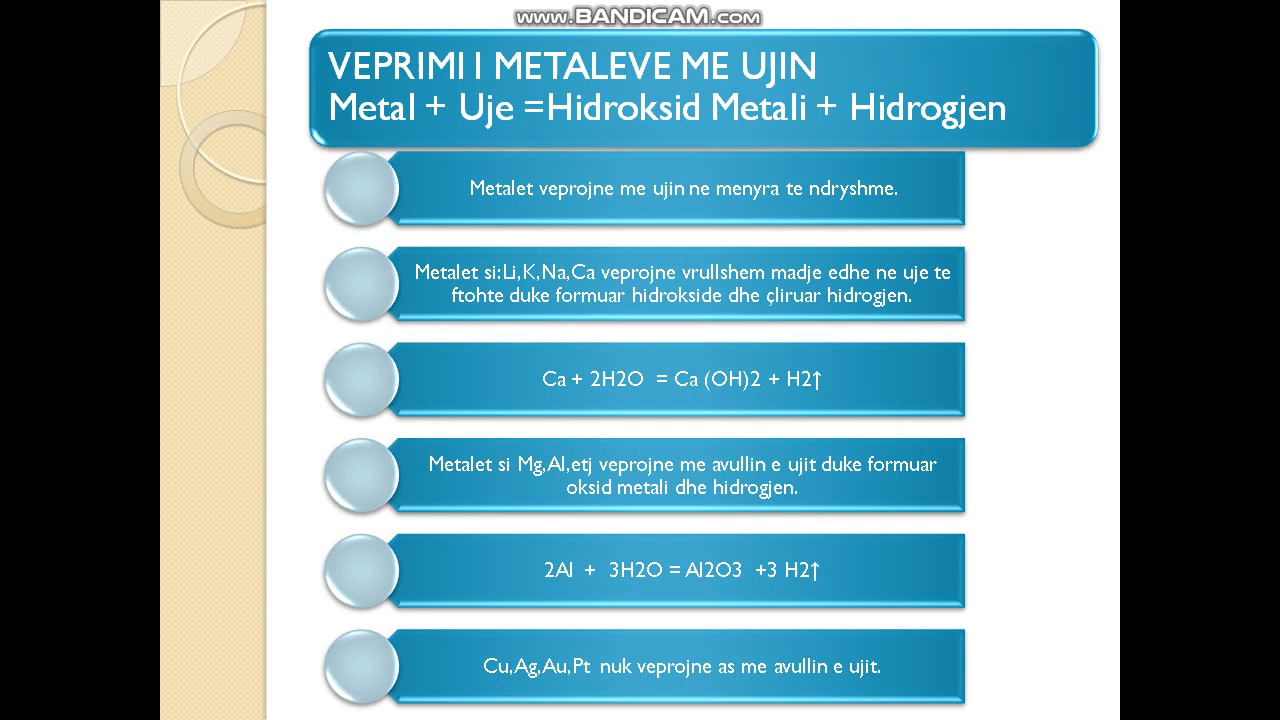 www.BANDICAM.com
VEPRIMI I METALEVE ME UJIN
Metal + Uje =Hidroksid Metali + Hidrogjen
Metalet veprojne me ujin ne menyra te ndryshme.
Metalet si:Li,K,Na,Ca veprojne vrullshem madje edhe ne uje te
ftohte duke formuar hidrokside dhe çliruar hidrogjen.
Ca + 2H2O  = Ca (OH)2 + H2↑
Metalet si Mg,Al,etj veprojne me avullin e ujit duke formuar
oksid metali dhe hidrogjen.
2Al  +  3H2O = Al2O3  +3 H2↑
Cu,Ag,Au,Pt  nuk veprojne as me avullin e ujit.